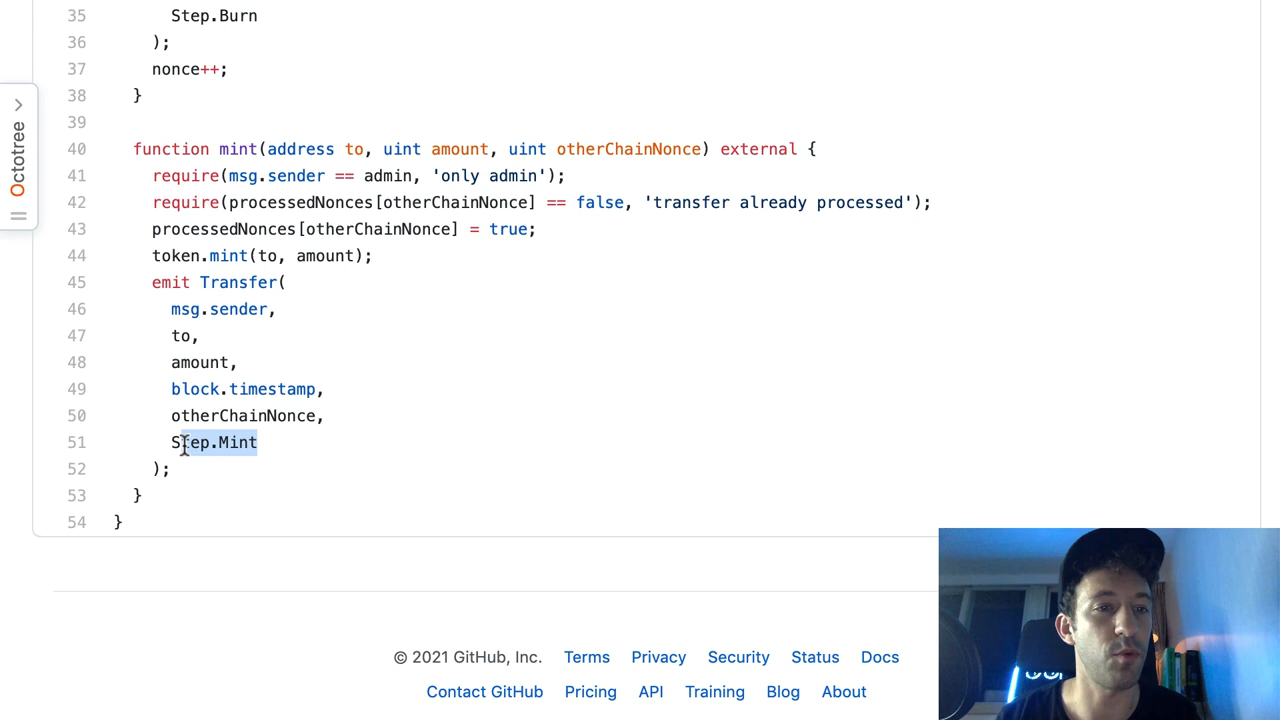 35 Step.Burn
36 );
37 nonce++;
38 }
39
40 function mint(address to, uint amount, uint otherChainNonce) external {
41 require(msg.sender == admin, 'only admin');
42 require(processedNonces[otherChainNonce] == false, 'transfer already processed');
43 processedNonces[otherChainNonce] = true;
44 token.mint(to, amount);
45 emit Transfer(
46 msg.sender,
47 to,
48 amount,
49 block.timestamp,
50 otherChainNonce,
51 Step.Mint
52 );
53 }
54 }
Octotree
© 2021 GitHub, Inc. Terms Privacy Security Status Docs
Contact GitHub Pricing API Training Blog About